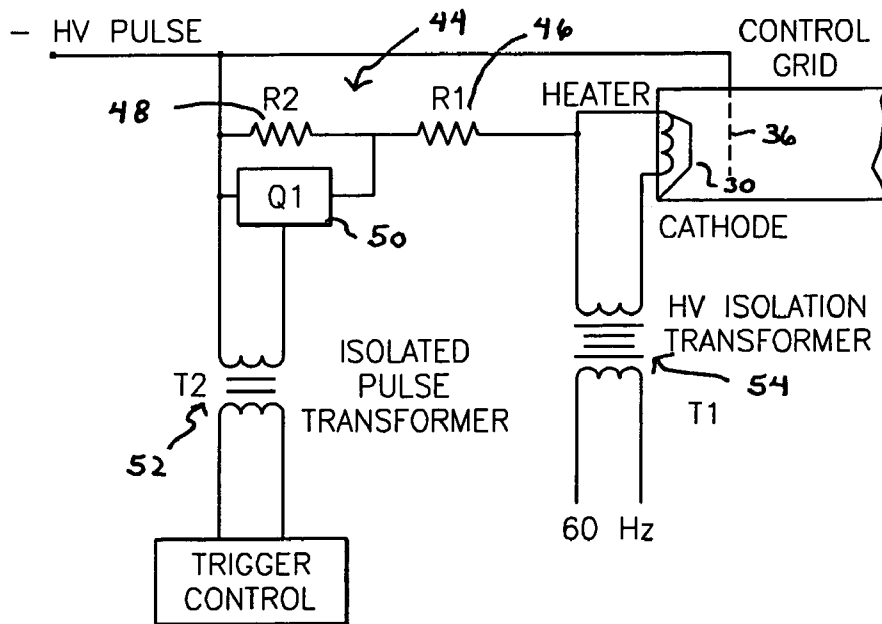 - HV PULSE
44
46
CONTROL
GRID
48
R2
R1
HEATER
36
30
Q1
50
CATHODE
HV ISOLATION
TRANSFORMER
54
T1
ISOLATED
PULSE
TRANSFORMER
T2
52
60 Hz
TRIGGER
CONTROL